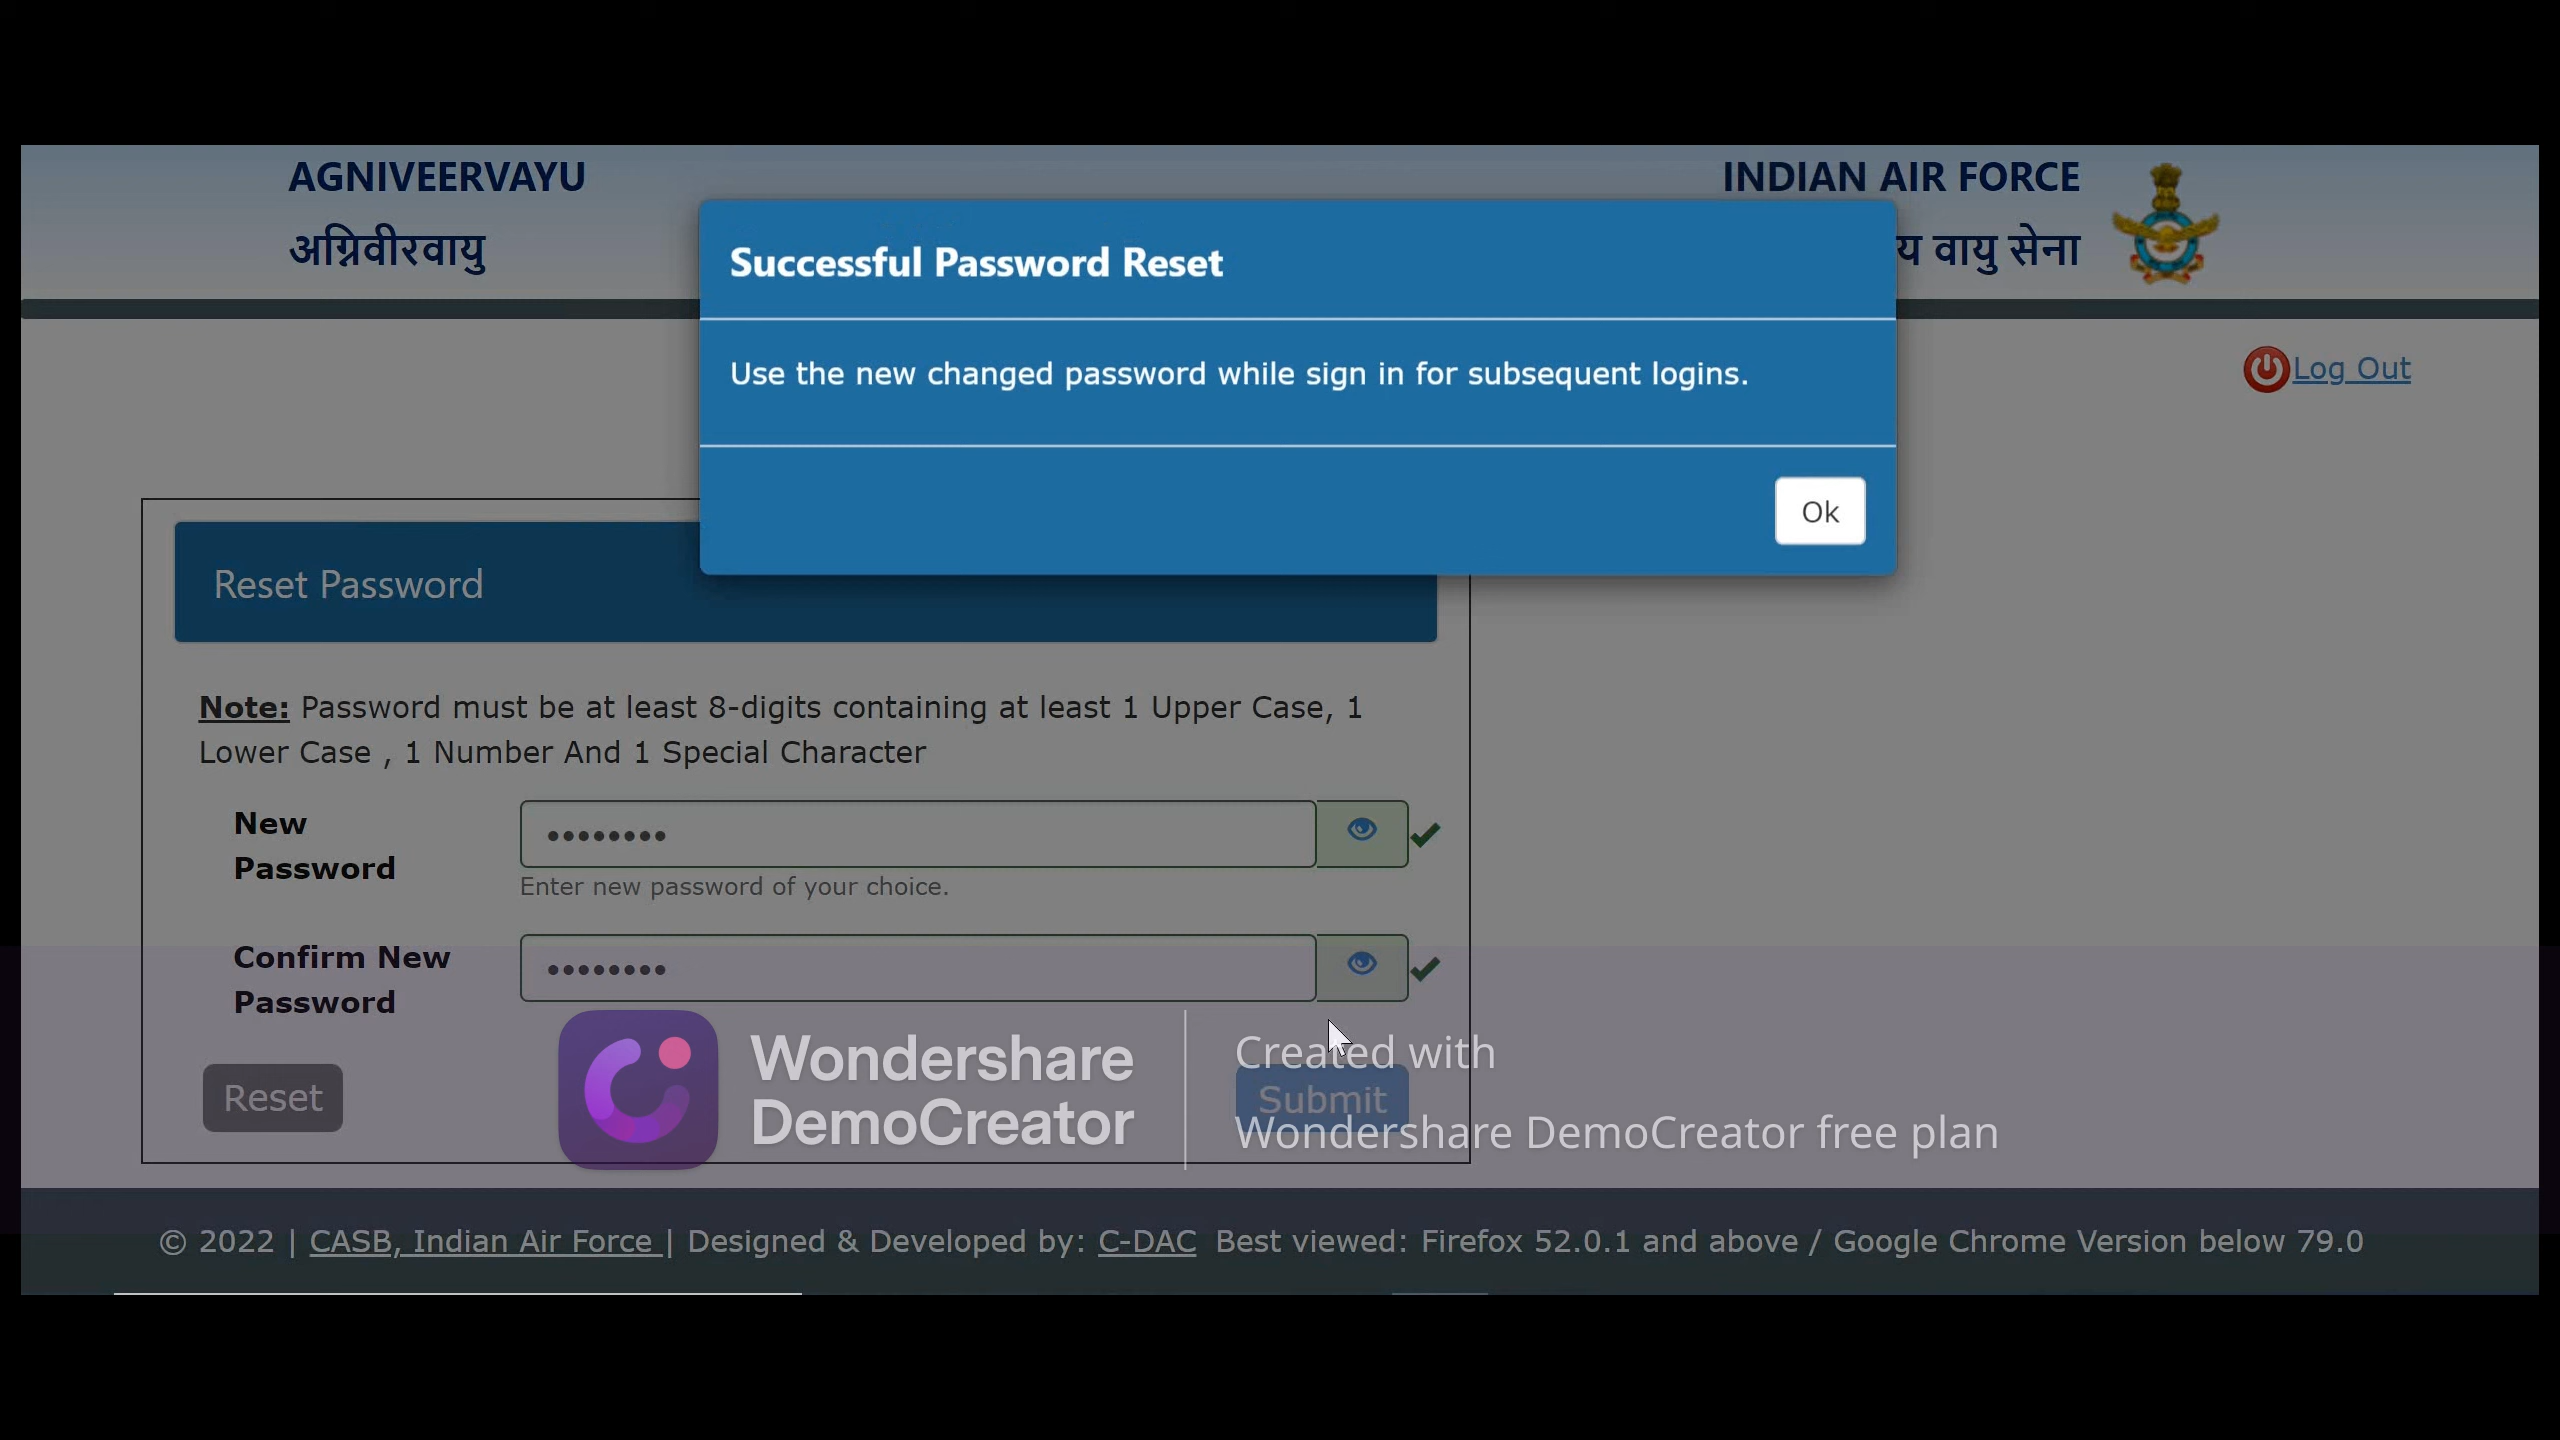 AGNIVEERVAYU
INDIAN AIR FORCE
अग्निवीरवायु
य वायु सेना
Successful Password Reset
Use the new changed password while sign in for subsequent logins.
Log Out
Ok
Reset Password
Note: Password must be at least 8-digits containing at least 1 Upper Case, 1
Lower Case , 1 Number And 1 Special Character
New
Password
Enter new password of your choice.
Confirm New
Password
Reset
Submit
Wondershare
DemoCreator
Created with
Wondershare DemoCreator free plan
© 2022 | CASB, Indian Air Force | Designed & Developed by: C-DAC Best viewed: Firefox 52.0.1 and above / Google Chrome Version below 79.0